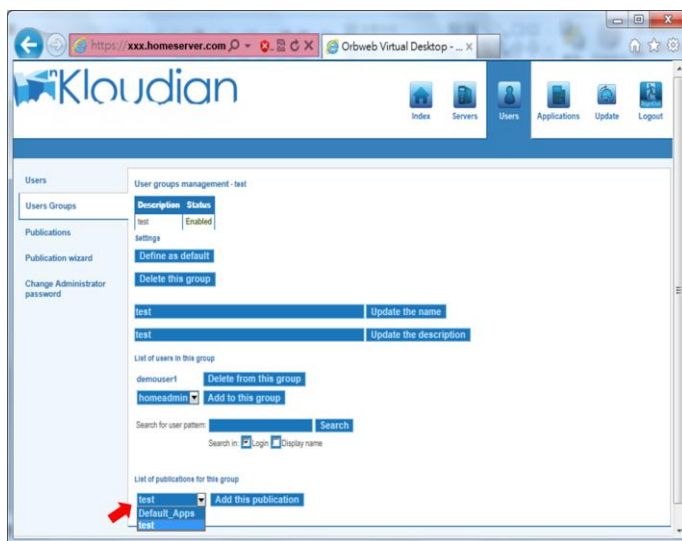 https://xxx.homeserver.com
Orbweb Virtual Desktop - ...
nKloudian
Index
Servers
Users
Applications
Update
Logout
Users
Users Groups
Publications
Publication wizard
Change Administrator password
User groups management - test
Description Status
test Enabled
Settings
Define as default
Delete this group
test Update the name
test Update the description
List of users in this group
demouser1 Delete from this group
homeadmin Add to this group
Search for user pattern: Search
Search in: Login Display name
List of publications for this group
test Add this publication
Default_Apps
test